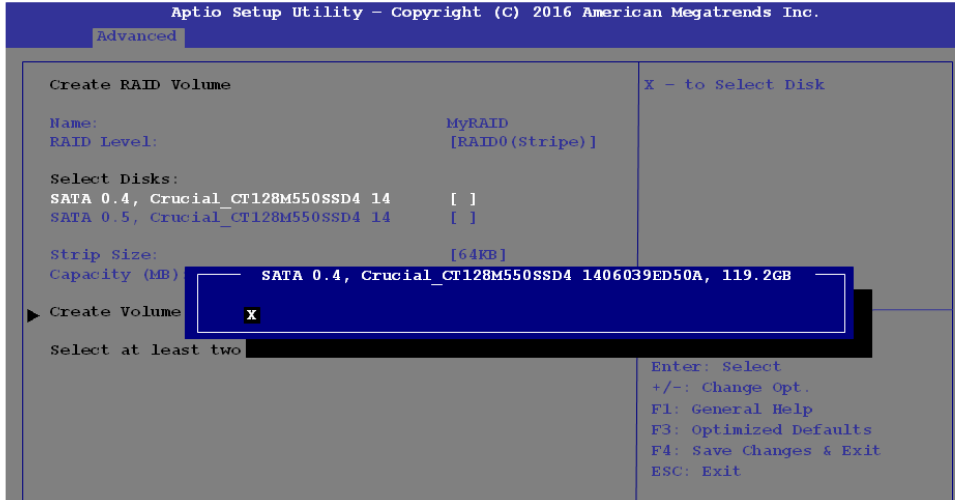 Aptio Setup Utility – Copyright (C) 2016 American Megatrends Inc.
Advanced
Create RAID Volume
X - to Select Disk
Name: MyRAID
RAID Level: [RAID0(Stripe)]
Select Disks:
SATA 0.4, Crucial_CT128M550SSD4 14 [ ]
SATA 0.5, Crucial_CT128M550SSD4 14 [ ]
Strip Size: [64KB]
Capacity (MB)
SATA 0.4, Crucial_CT128M550SSD4 1406039ED50A, 119.2GB
X
Create Volume
Select at least two
Enter: Select
+/-: Change Opt.
F1: General Help
F3: Optimized Defaults
F4: Save Changes & Exit
ESC: Exit